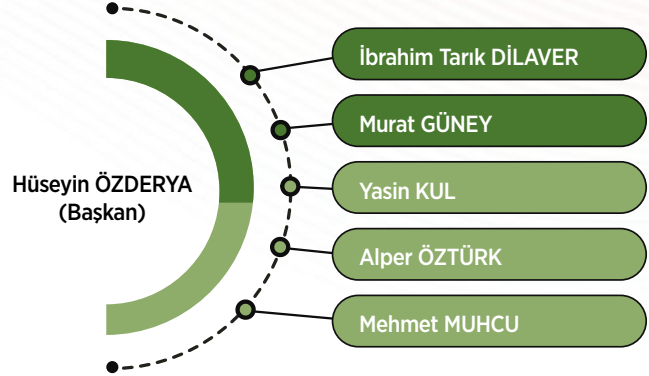 Hüseyin ÖZDERYA
(Başkan)
İbrahim Tarık DİLAVER
Murat GÜNEY
Yasin KUL
Alper ÖZTÜRK
Mehmet MUHCU